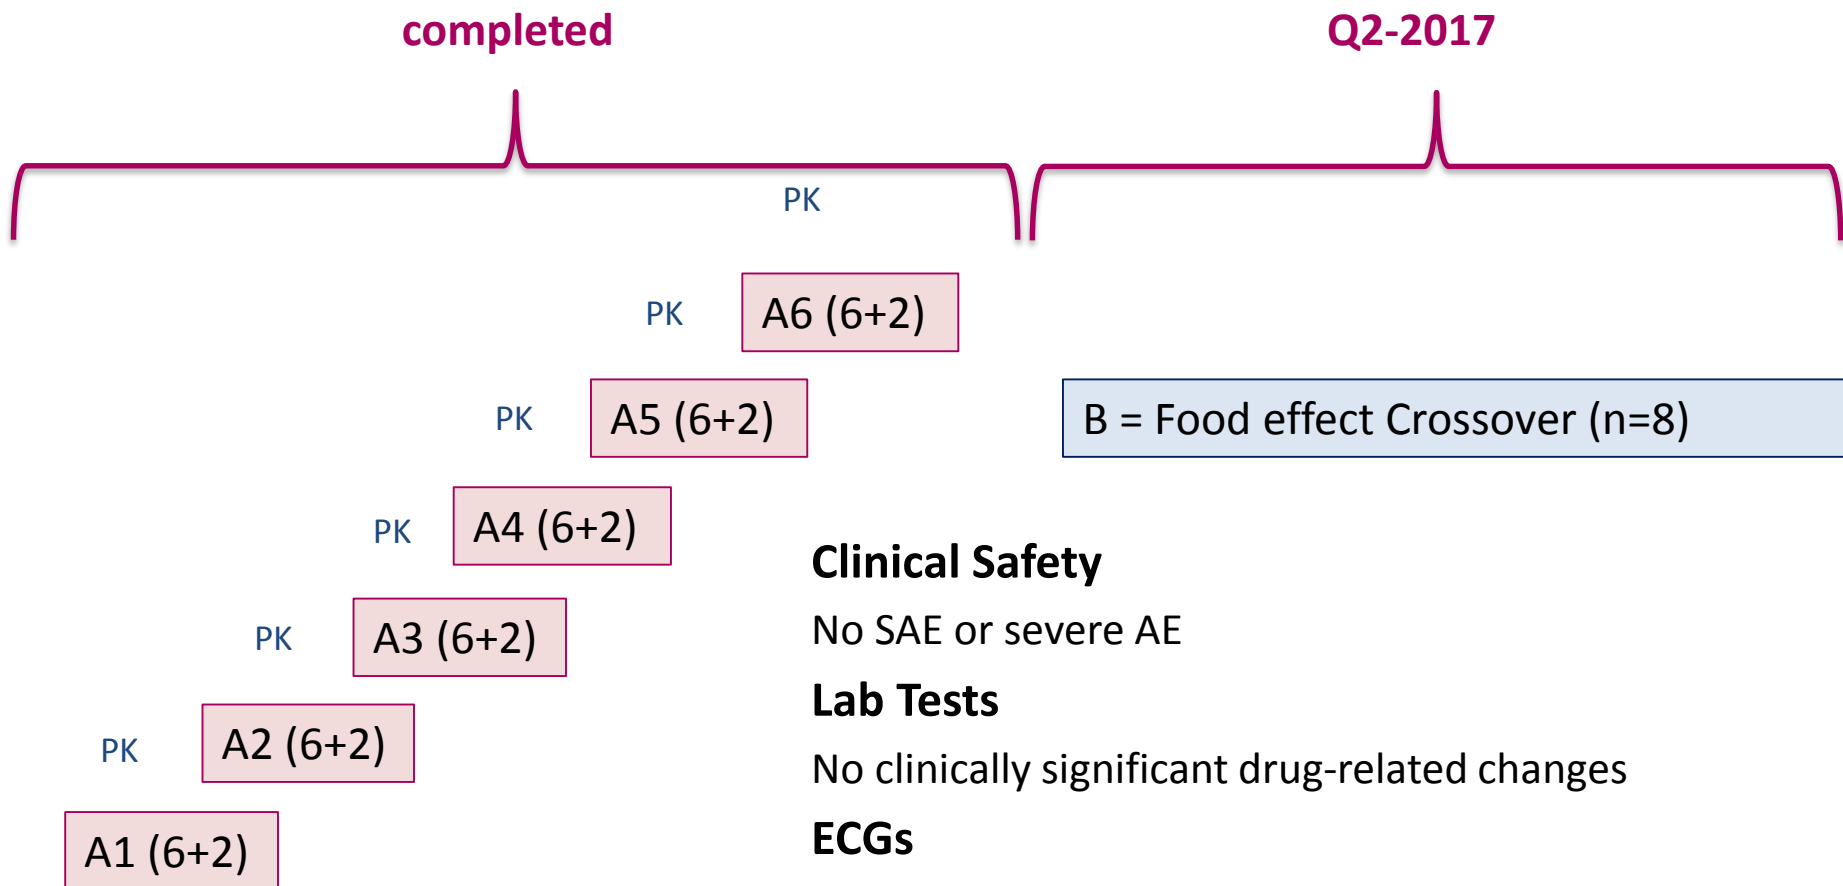 completed
Q2-2017
PK
PK
A6 (6+2)
PK
A5 (6+2)
B = Food effect Crossover (n=8)
PK
A4 (6+2)
Clinical Safety
No SAE or severe AE
PK
A3 (6+2)
Lab Tests
No clinically significant drug-related changes
PK
A2 (6+2)
ECGs
A1 (6+2)